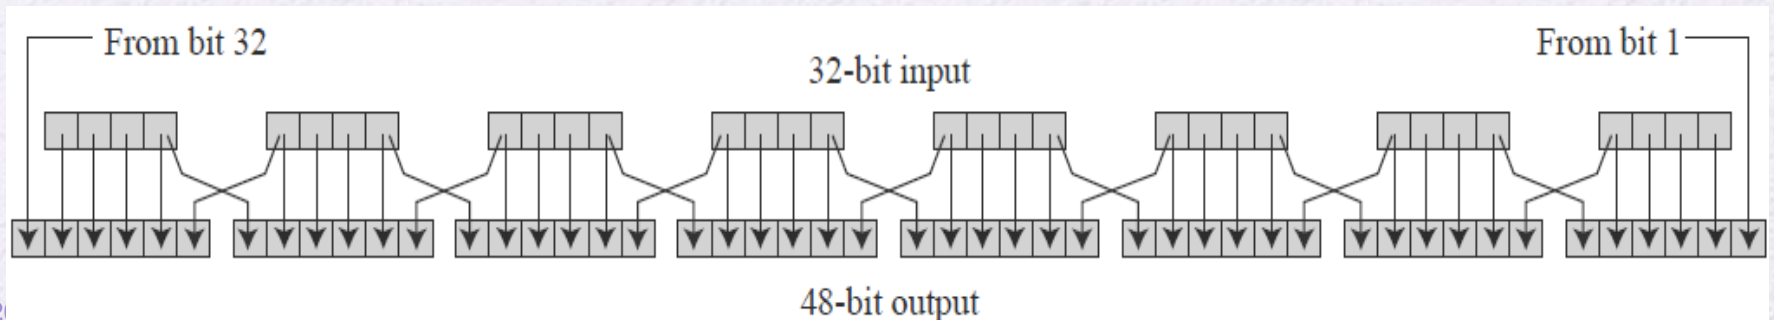 From bit 32
From bit 1
32-bit input
48-bit output